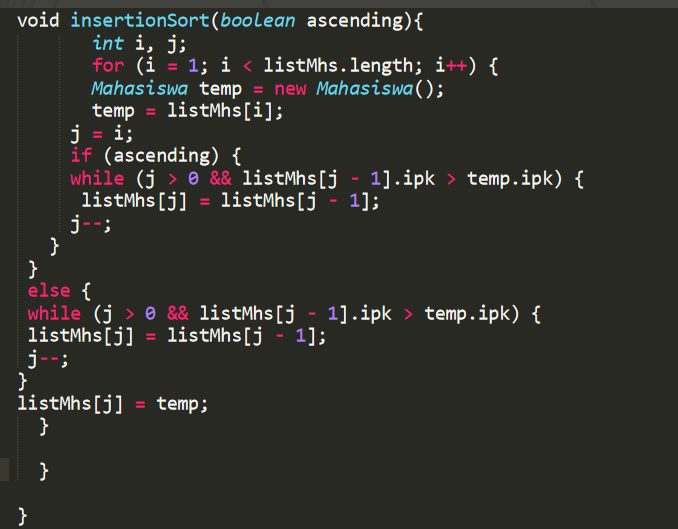 void insertionSort(boolean ascending){
int i, j;
for (i = 1; i < listMhs.length; i++) {
Mahasiswa temp = new Mahasiswa();
temp = listMhs[i];
j = i;
if (ascending) {
while (j > 0 && listMhs[j - 1].ipk > temp.ipk) {
listMhs[j] = listMhs[j - 1];
j--;
}
}
else {
while (j > 0 && listMhs[j - 1].ipk > temp.ipk) {
listMhs[j] = listMhs[j - 1];
j--;
}
listMhs[j] = temp;
}
}
}